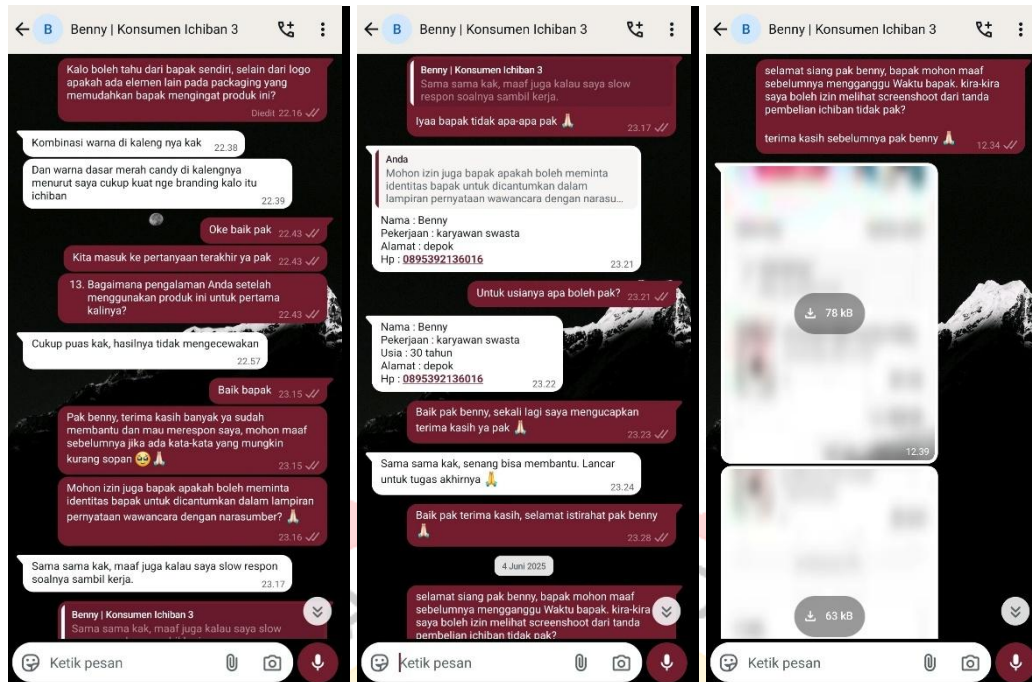 B Benny | Konsumen Ichiban 3
Kalo boleh tahu dari bapak sendiri, selain dari logo
apakah ada elemen lain pada packaging yang
memudahkan bapak mengingat produk ini?
Diedit 22.16
Kombinasi warna di kaleng nya kak 22.38
Dan warna dasar merah candy di kalengnya
menurut saya cukup kuat nge branding kalo itu
ichiban
22.39
Oke baik pak 22.43
Kita masuk ke pertanyaan terakhir ya pak 22.43
13. Bagaimana pengalaman Anda setelah
menggunakan produk ini untuk pertama
kalinya?
22.43
Cukup puas kak, hasilnya tidak mengecewakan
22.57
Baik bapak 23.15
Pak benny, terima kasih banyak ya sudah
membantu dan mau merespon saya, mohon maaf
sebelumnya jika ada kata-kata yang mungkin
kurang sopan 🥹🙏🏻
23.15
Mohon izin juga bapak apakah boleh meminta
identitas bapak untuk dicantumkan dalam lampiran
pernyataan wawancara dengan narasumber? 🙏🏻
23.16
Sama sama kak, maaf juga kalau saya slow respon
soalnya sambil kerja.
23.17
Benny | Konsumen Ichiban 3
Sama sama kak, maaf juga kalau saya slow
Ketik pesan
B Benny | Konsumen Ichiban 3
Benny | Konsumen Ichiban 3
Sama sama kak, maaf juga kalau saya slow
respon soalnya sambil kerja.
Iyaa bapak tidak apa-apa pak 🙏🏻
23.17
Anda
Mohon izin juga bapak apakah boleh meminta
identitas bapak untuk dicantumkan dalam
lampiran pernyataan wawancara dengan narasu...
Nama : Benny
Pekerjaan : karyawan swasta
Alamat : depok
Hp : 0895392136016
23.21
Untuk usianya apa boleh pak? 23.21
Nama : Benny
Pekerjaan : karyawan swasta
Usia : 30 tahun
Alamat : depok
Hp : 0895392136016
23.22
Baik pak benny, sekali lagi saya mengucapkan
terima kasih ya pak 🙏🏻
23.23
Sama sama kak, senang bisa membantu. Lancar
untuk tugas akhirnya 🙏
23.24
Baik pak terima kasih, selamat istirahat pak benny
🙏🏻
23.28
4 Juni 2025
selamat siang pak benny, bapak mohon maaf
sebelumnya mengganggu Waktu bapak. kira-kira
saya boleh izin melihat screenshoot dari tanda
pembelian ichiban tidak pak?
Ketik pesan
B Benny | Konsumen Ichiban 3
selamat siang pak benny, bapak mohon maaf
sebelumnya mengganggu Waktu bapak. kira-kira
saya boleh izin melihat screenshoot dari tanda
pembelian ichiban tidak pak?
terima kasih sebelumnya pak benny 🙏🏻
12.34
78 kB
12.39
63 kB
Ketik pesan